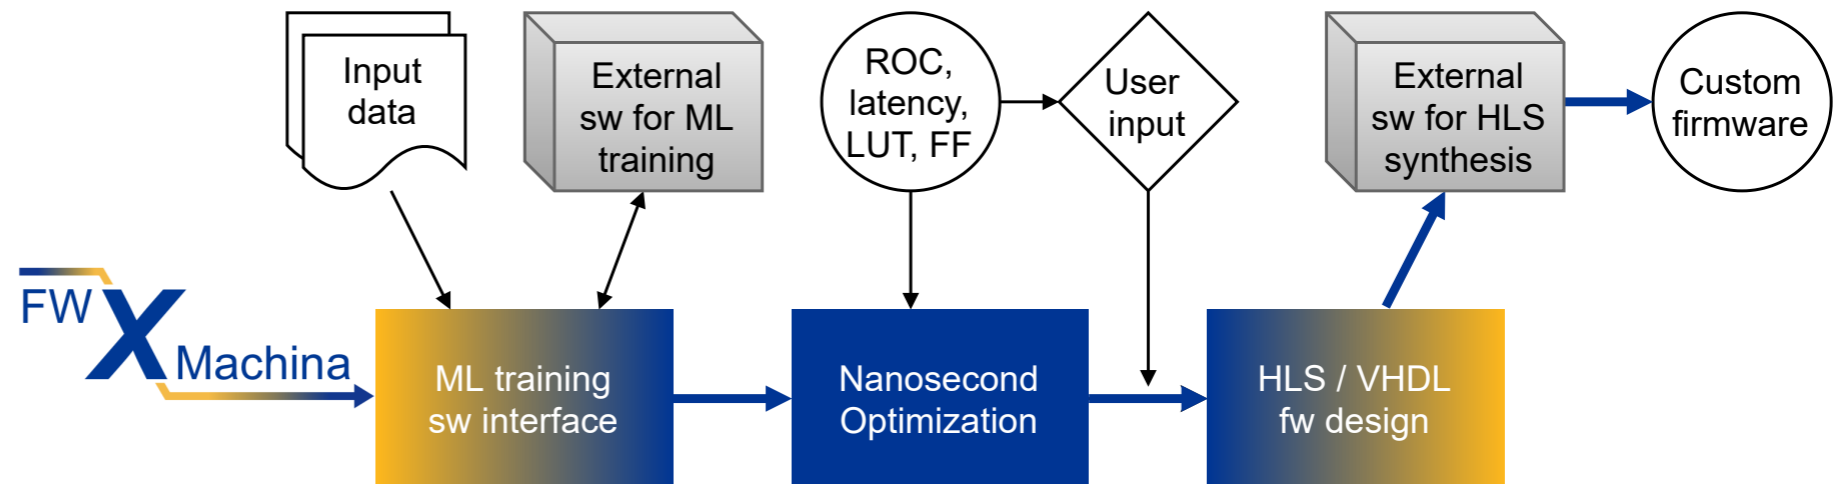 Input
data
External
sw for ML
training
ROC,
latency,
LUT, FF
User
input
External
sw for HLS
synthesis
Custom
firmware
FW
X
Machina
ML training
sw interface
Nanosecond
Optimization
HLS / VHDL
fw design